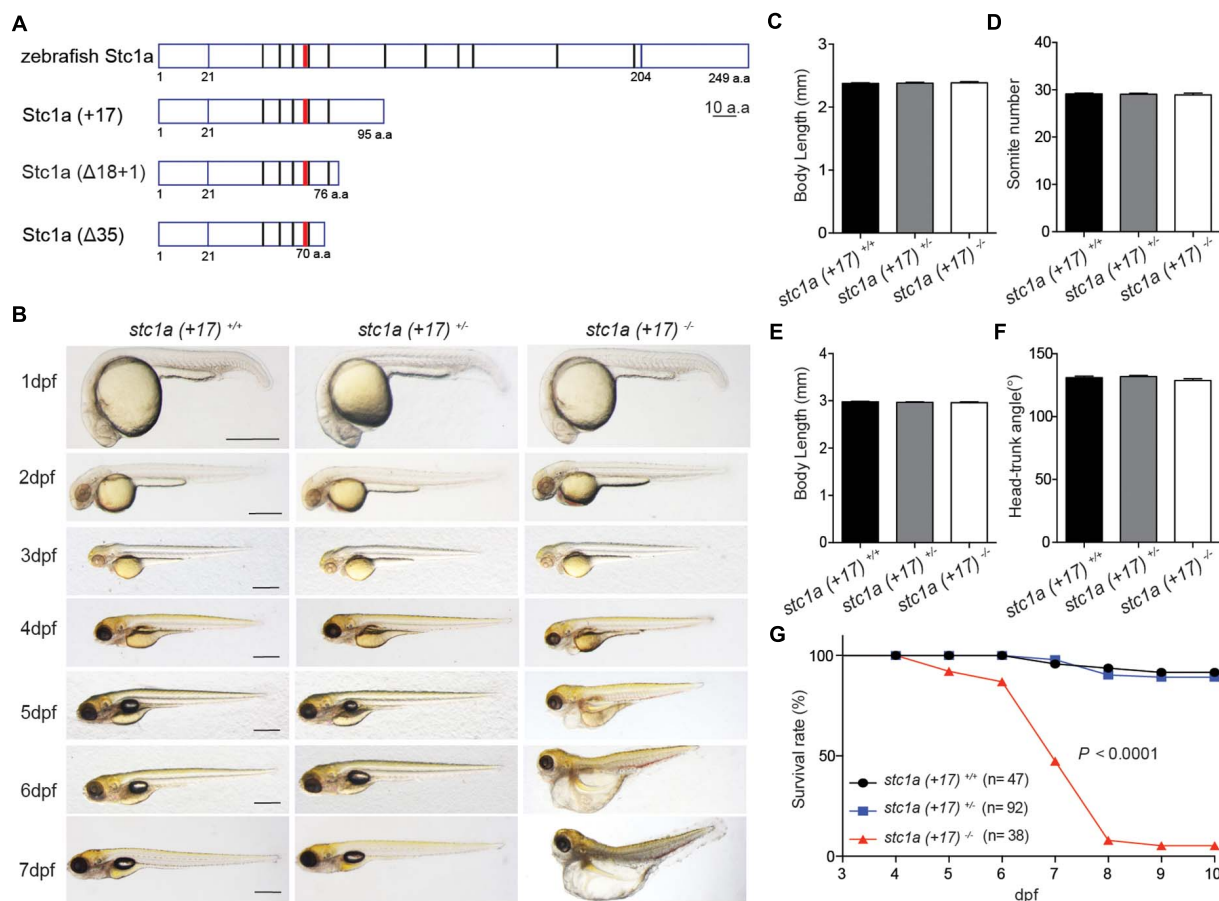 A
zebrafish Stc1a
1 21 204 249 a.a
10 a.a
Stc1a (+17)
1 21 95 a.a
Stc1a (Δ18+1)
1 21 76 a.a
Stc1a (Δ35)
1 21 70 a.a
B
stc1a (+17) +/+ stc1a (+17) +/- stc1a (+17) -/-
1dpf
2dpf
3dpf
4dpf
5dpf
6dpf
7dpf
C
Body Length (mm)
3
2
1
0
stc1a (+17) +/+
stc1a (+17) +/-
stc1a (+17) -/-
D
Somite number
40
30
20
10
0
stc1a (+17) +/+
stc1a (+17) +/-
stc1a (+17) -/-
E
Body Length (mm)
4
3
2
1
0
stc1a (+17) +/+
stc1a (+17) +/-
stc1a (+17) -/-
F
Head-trunk angle(°)
150
100
50
0
stc1a (+17) +/+
stc1a (+17) +/-
stc1a (+17) -/-
G
Survival rate (%)
100
50
0
P < 0.0001
stc1a (+17) +/+ (n= 47)
stc1a (+17) +/- (n= 92)
stc1a (+17) -/- (n= 38)
3 4 5 6 7 8 9 10
dpf